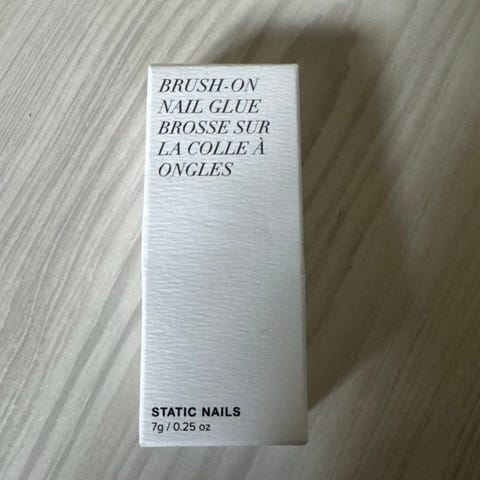 BRUSH-ON
NAIL GLUE
BROSSE SUR
LA COLLE À
ONGLES
STATIC NAILS
7g / 0.25 oz